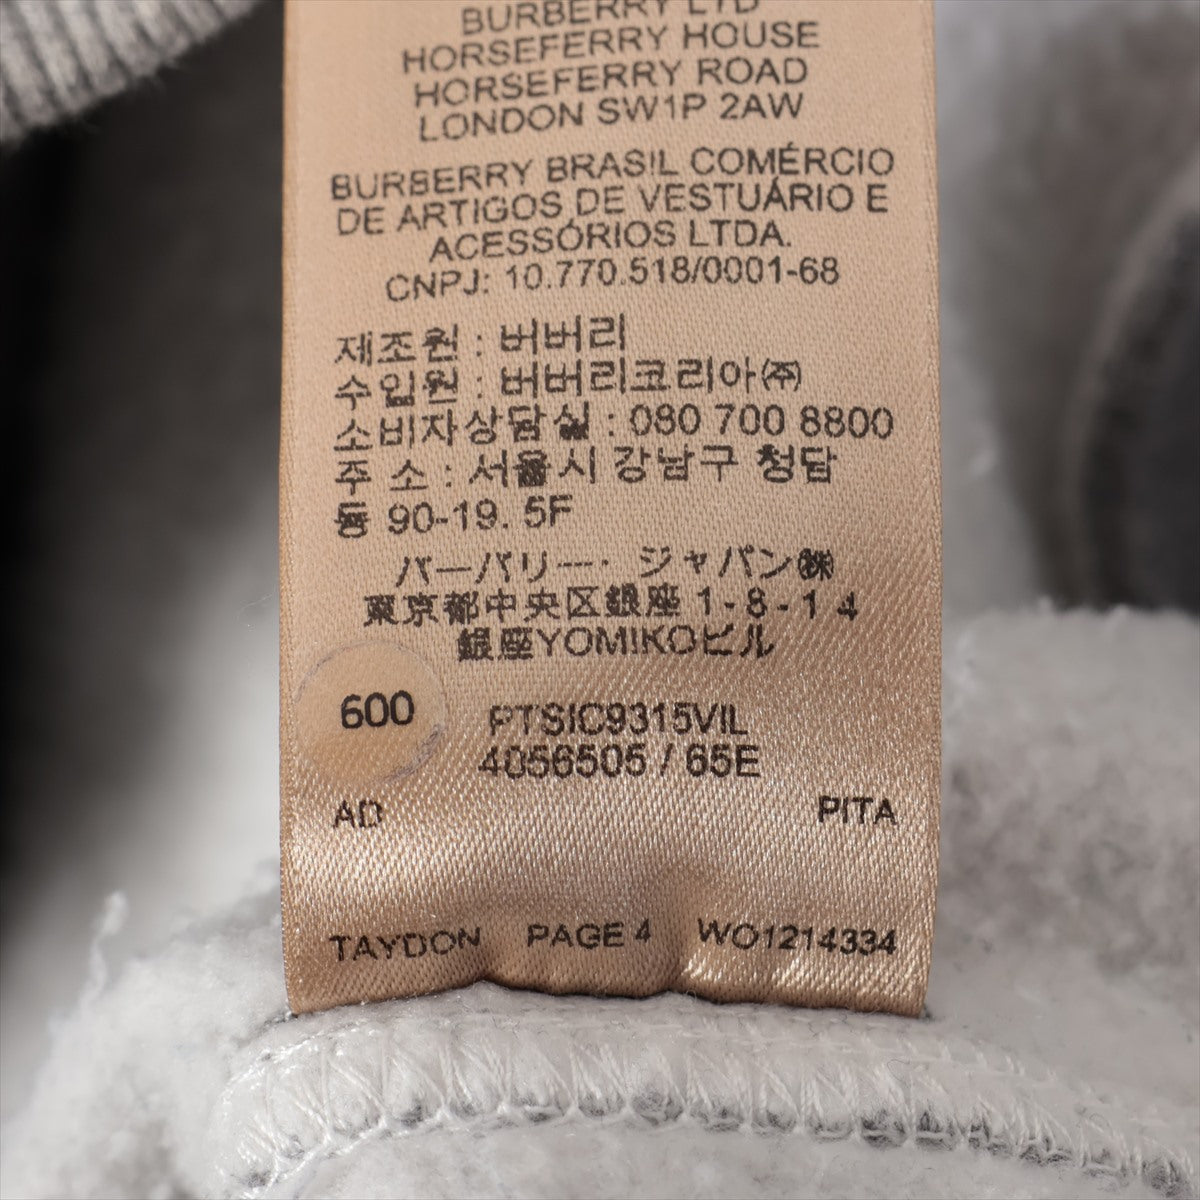 BURBERRY LTD
HORSEFERRY HOUSE
HORSEFERRY ROAD
LONDON SW1P 2AW
BURBERRY BRASIL COMÉRCIO
DE ARTIGOS DE VESTUÁRIO E
ACESSÓRIOS LTDA.
CNPJ: 10.770.518/0001-68
제조원 : 버버리
수입원 : 버버리코리아㈜
소비자상담실 : 080 700 8800
주 소 : 서울시 강남구 청담
동 90-19. 5F
バーバリー・ジャパン㈱
東京都中央区銀座 1-8-14
銀座YOMIKOビル
600
PTSIC9315VIL
4056505 / 65E
AD PITA
TAYDON PAGE 4 WO1214334